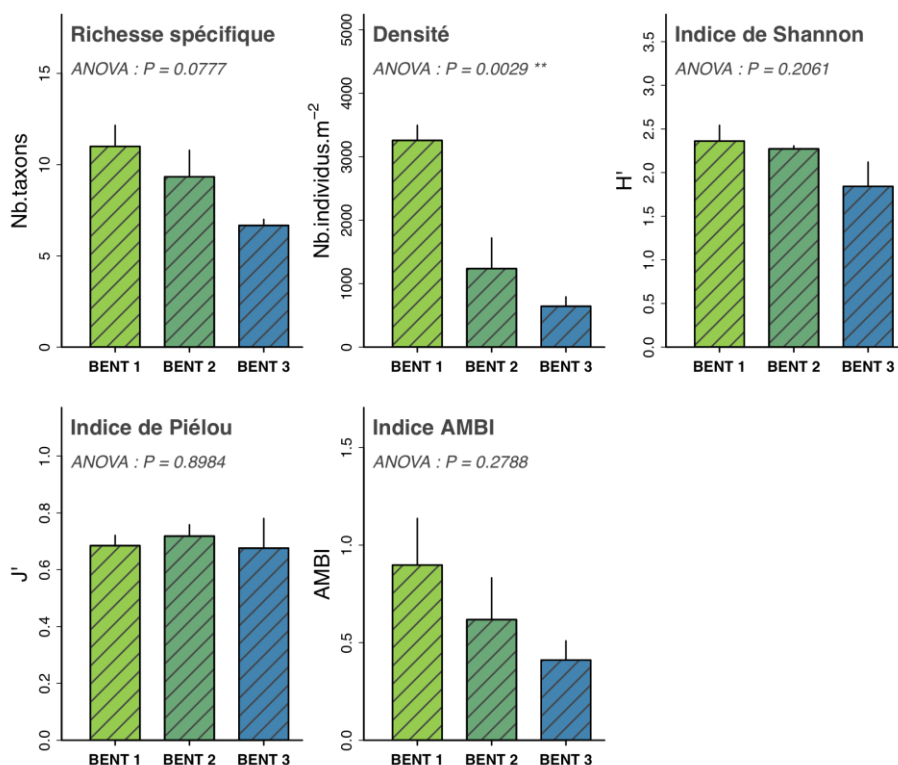 Richesse spécifique
ANOVA : P = 0.0777
Nb.taxons
15
10
5
0
BENT 1 BENT 2 BENT 3
Densité
ANOVA : P = 0.0029 **
Nb.individus.m⁻²
5000
4000
3000
2000
1000
0
BENT 1 BENT 2 BENT 3
Indice de Shannon
ANOVA : P = 0.2061
H'
3.5
3.0
2.5
2.0
1.5
1.0
0.5
0.0
BENT 1 BENT 2 BENT 3
Indice de Piélou
ANOVA : P = 0.8984
J'
1.0
0.8
0.6
0.4
0.2
0.0
BENT 1 BENT 2 BENT 3
Indice AMBI
ANOVA : P = 0.2788
AMBI
1.5
1.0
0.5
0.0
BENT 1 BENT 2 BENT 3